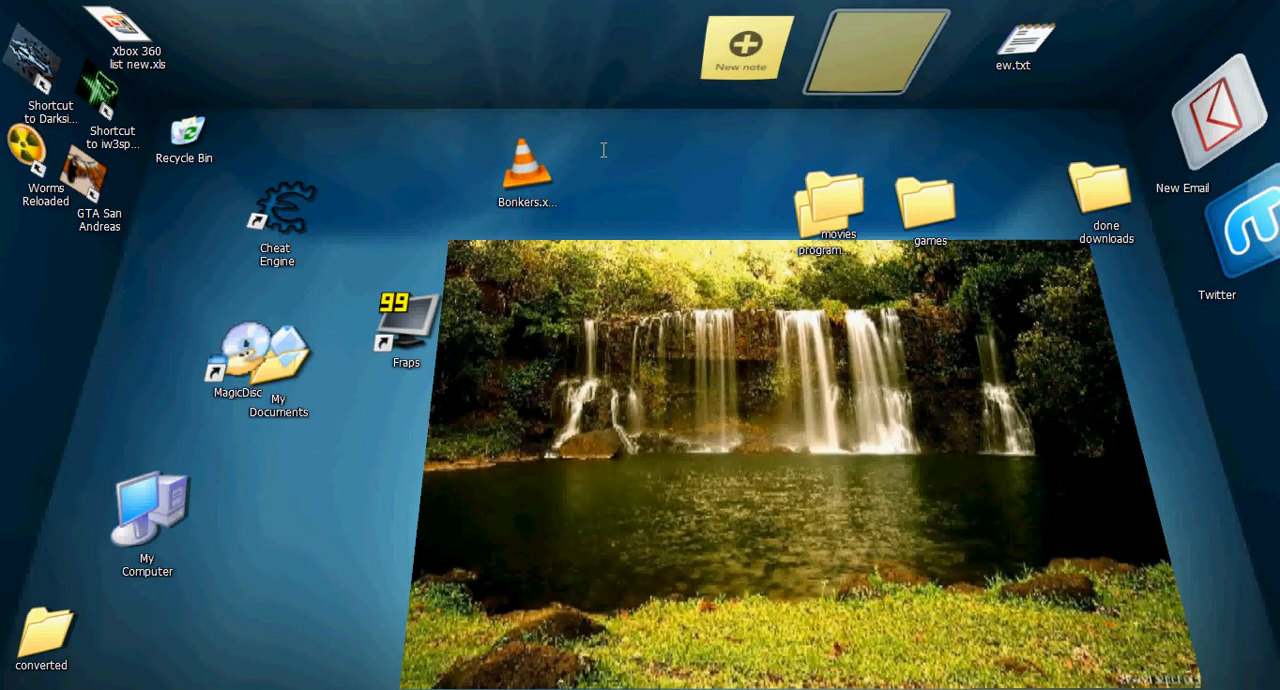 Xbox 360
list new.xls
New note
ew.txt
Shortcut
to Darksi...
Shortcut
to iw3sp...
Recycle Bin
Worms
Reloaded
GTA San
Andreas
New Email
Bonkers.x...
movies
program...
games
done
downloads
Cheat
Engine
Twitter
99
Fraps
MagicDisc
My
Documents
My
Computer
converted